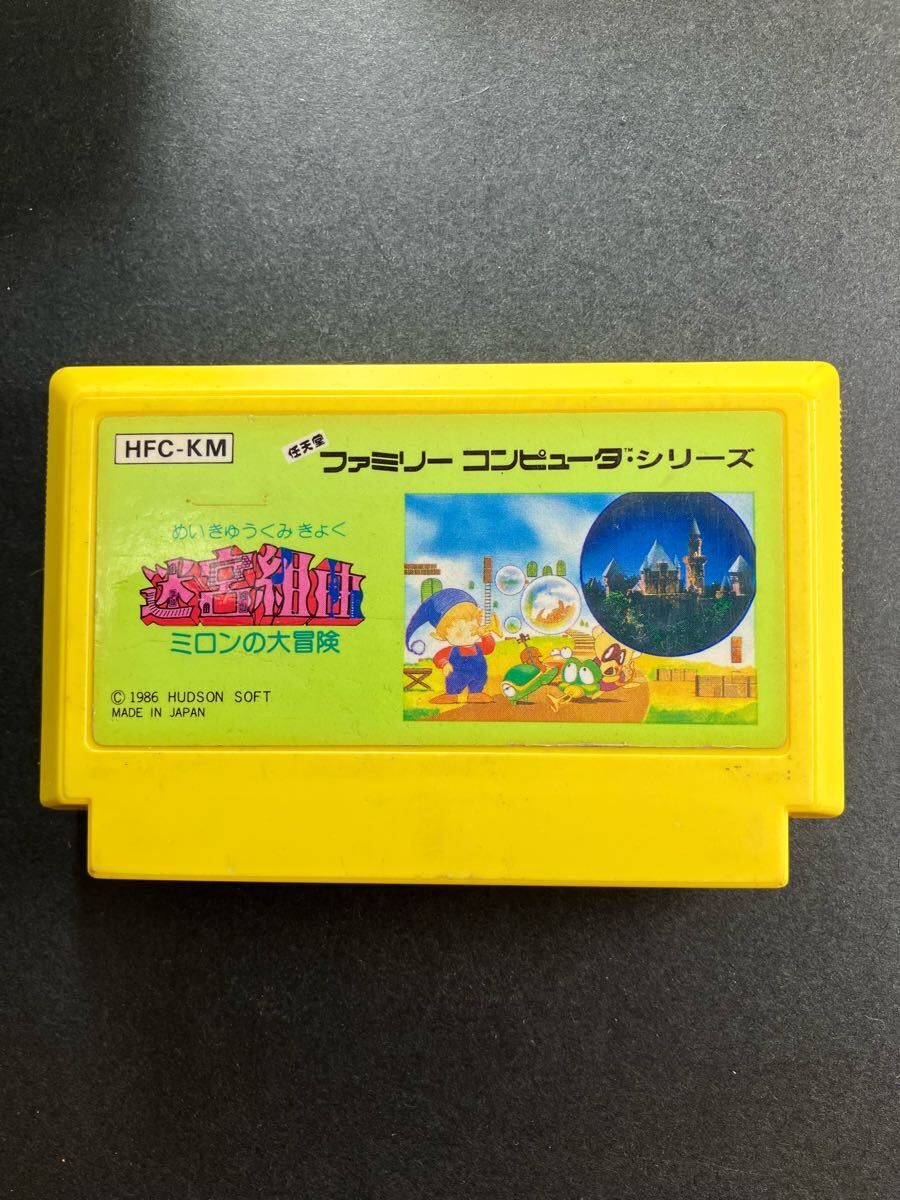 HFC-KM
任天堂
ファミリー コンピュータ™・シリーズ
めいきゅうくみきょく
迷宮組曲
ミロンの大冒険
© 1986 HUDSON SOFT
MADE IN JAPAN